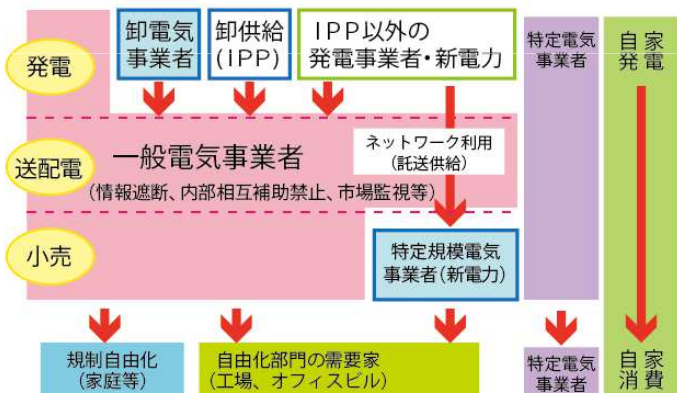 発電
卸電気
事業者
卸供給
(IPP)
IPP以外の
発電事業者・新電力
特定電気
事業者
自家
発電
送配電
一般電気事業者
(情報遮断、内部相互補助禁止、市場監視等)
ネットワーク利用
(託送供給)
小売
特定規模電気
事業者(新電力)
規制自由化
(家庭等)
自由化部門の需要家
(工場、オフィスビル)
特定電気
事業者
自家
消費